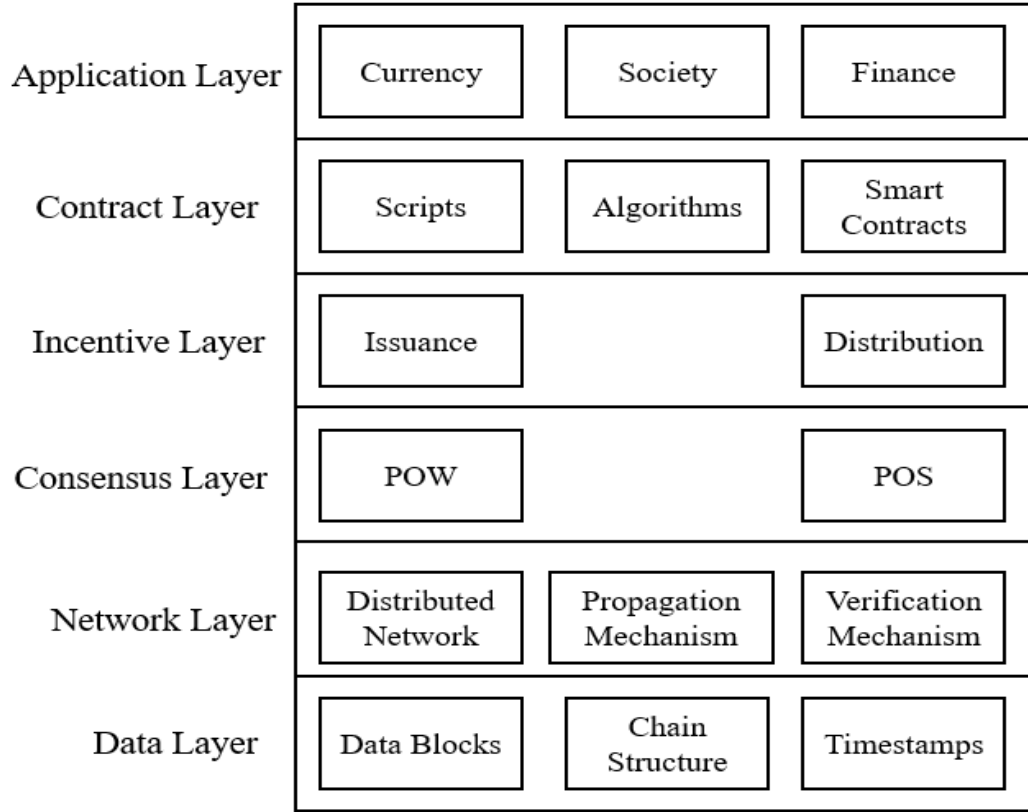 Application Layer
Currency
Society
Finance
Contract Layer
Scripts
Algorithms
Smart
Contracts
Incentive Layer
Issuance
Distribution
Consensus Layer
POW
POS
Network Layer
Distributed
Network
Propagation
Mechanism
Verification
Mechanism
Data Layer
Data Blocks
Chain
Structure
Timestamps